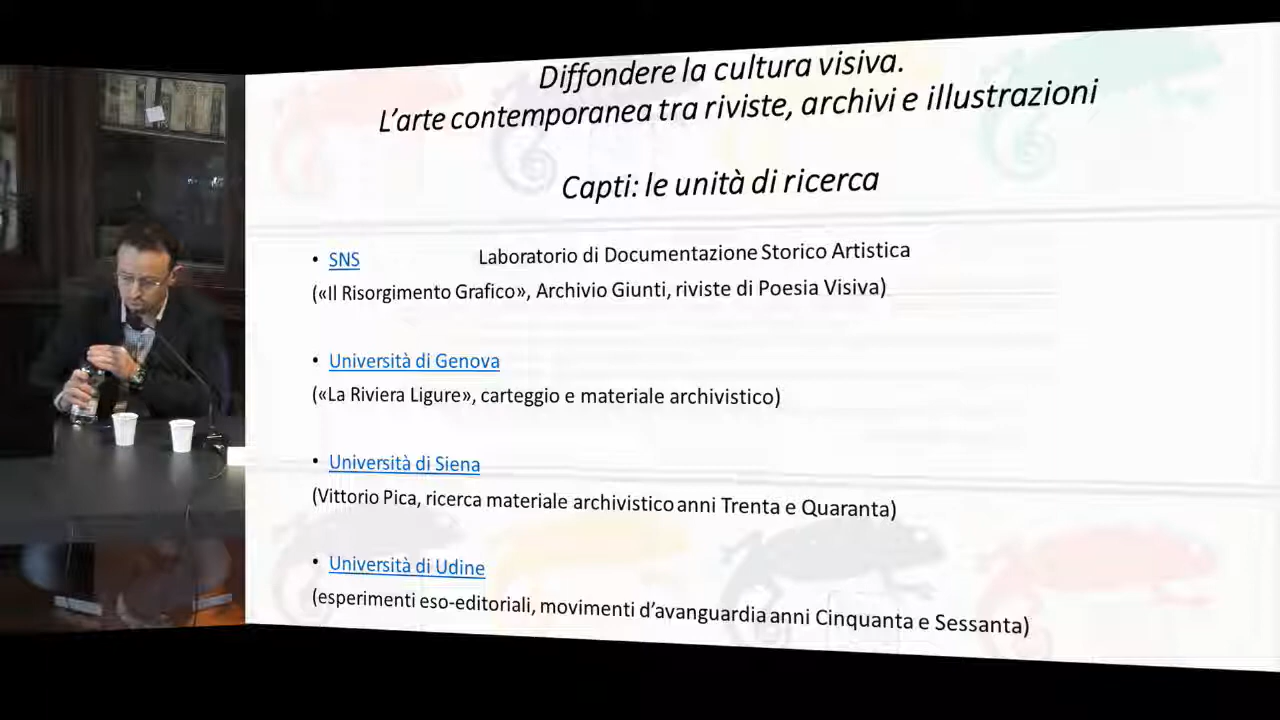 Diffondere la cultura visiva.
L'arte contemporanea tra riviste, archivi e illustrazioni
Capti: le unità di ricerca
• SNS Laboratorio di Documentazione Storico Artistica
(«Il Risorgimento Grafico», Archivio Giunti, riviste di Poesia Visiva)
• Università di Genova
(«La Riviera Ligure», carteggio e materiale archivistico)
• Università di Siena
(Vittorio Pica, ricerca materiale archivistico anni Trenta e Quaranta)
• Università di Udine
(esperimenti eso-editoriali, movimenti d'avanguardia anni Cinquanta e Sessanta)